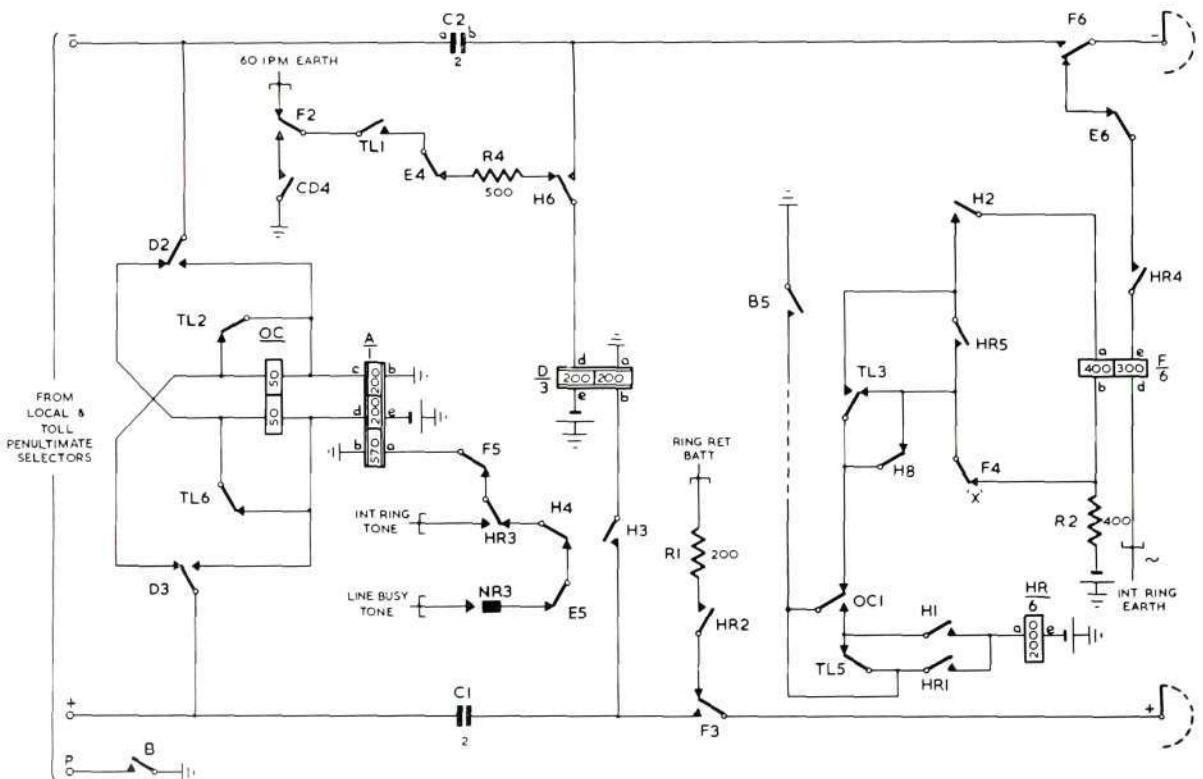 C2
a b
2
F6
-
-
60 IPM EARTH
F2
TL1
E4
R4
500
H6
CD4
E6
H2
D2
B5
HR4
TL2
OC
50
50
A
1
c 200 b
d 200 e
b 570 a
D
3
d a
200 200
e b
TL3
HR5
a e
400 300
b d
F
6
FROM
LOCAL &
TOLL
PENULTIMATE
SELECTORS
RING RET
BATT
H8
F4
'X'
F5
TL6
INT RING
TONE
HR3
H4
H3
R1
200
R2
400
~
INT RING
EARTH
D3
LINE BUSY
TONE
NR3
E5
HR2
OC1
H1
HR
6
a 2000 e
TL5
HR1
+
C1
2
F3
+
P
B